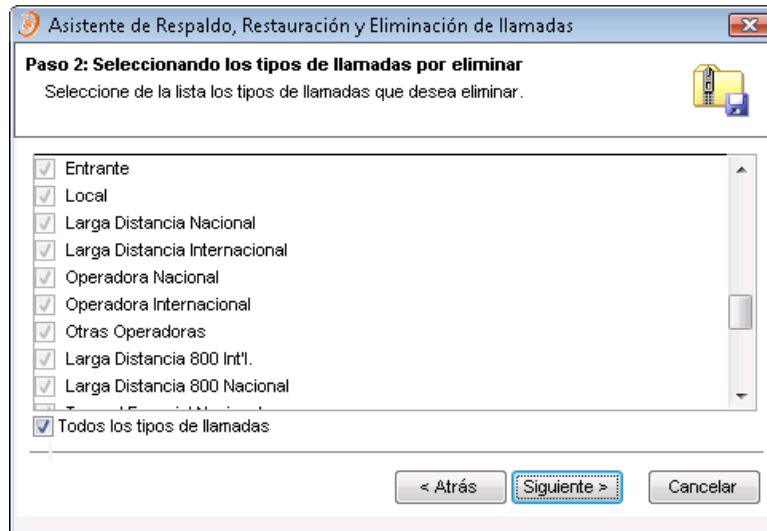 Asistente de Respaldo, Restauración y Eliminación de llamadas
Paso 2: Seleccionando los tipos de llamadas por eliminar
Seleccione de la lista los tipos de llamadas que desea eliminar.
Entrante
Local
Larga Distancia Nacional
Larga Distancia Internacional
Operadora Nacional
Operadora Internacional
Otras Operadoras
Larga Distancia 800 Int'l.
Larga Distancia 800 Nacional
Todos los tipos de llamadas
< Atrás
Siguiente >
Cancelar